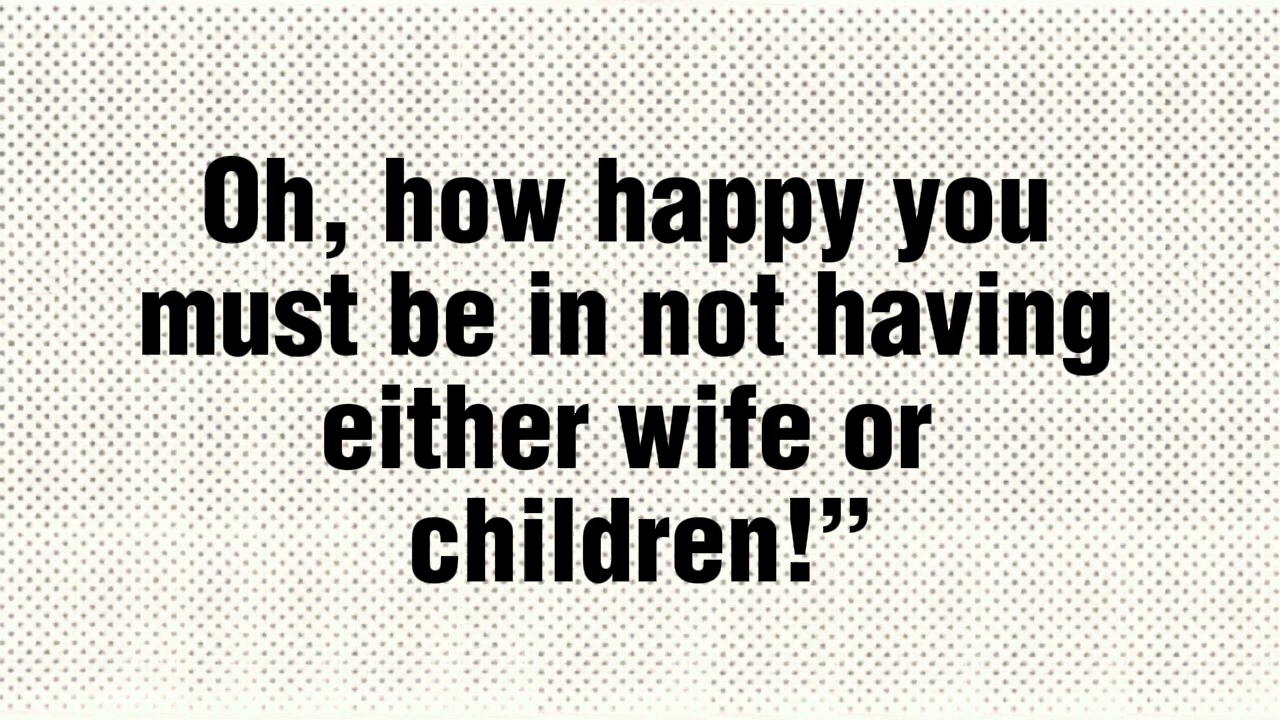 Oh, how happy you
must be in not having
either wife or
children!”